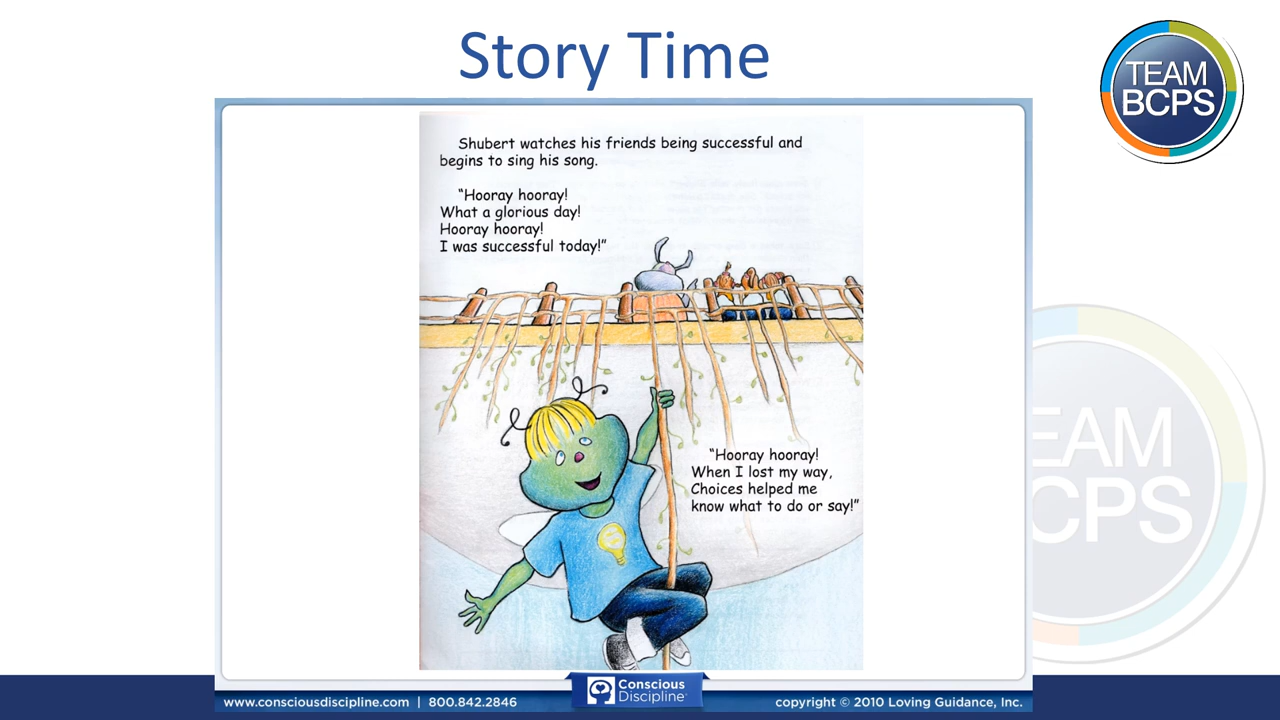 Story Time
TEAM
BCPS
Shubert watches his friends being successful and
begins to sing his song.
“Hooray hooray!
What a glorious day!
Hooray hooray!
I was successful today!”
“Hooray hooray!
When I lost my way,
Choices helped me
know what to do or say!”
EAM
CPS
www.consciousdiscipline.com | 800.842.2846
Conscious
Discipline
copyright © 2010 Loving Guidance, Inc.